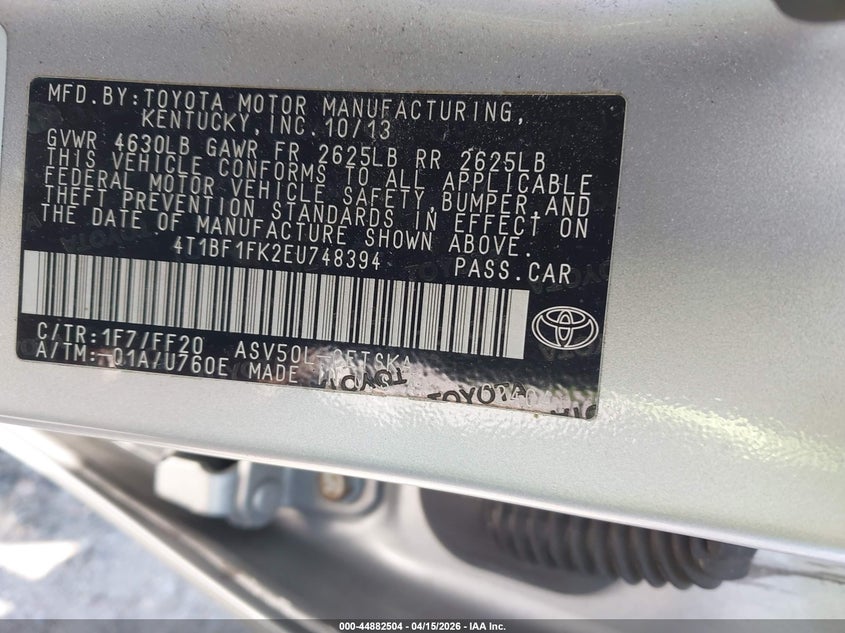 MFD.BY:TOYOTA MOTOR MANUFACTURING,
KENTUCKY, INC. 10/13
GVWR 4630LB GAWR FR 2625LB RR 2625LB
THIS VEHICLE CONFORMS TO ALL APPLICABLE
FEDERAL MOTOR VEHICLE SAFETY, BUMPER, AND
THEFT PREVENTION STANDARDS IN EFFECT ON
THE DATE OF MANUFACTURE SHOWN ABOVE.
4T1BF1FK2EU748394 PASS.CAR
C/TR:1F7/FF20 ASV50L-
A/TM:-01A/U760E MADE
TOYOTA TOYOTA
000-44882504 | 04/15/2026 | IAA Inc.